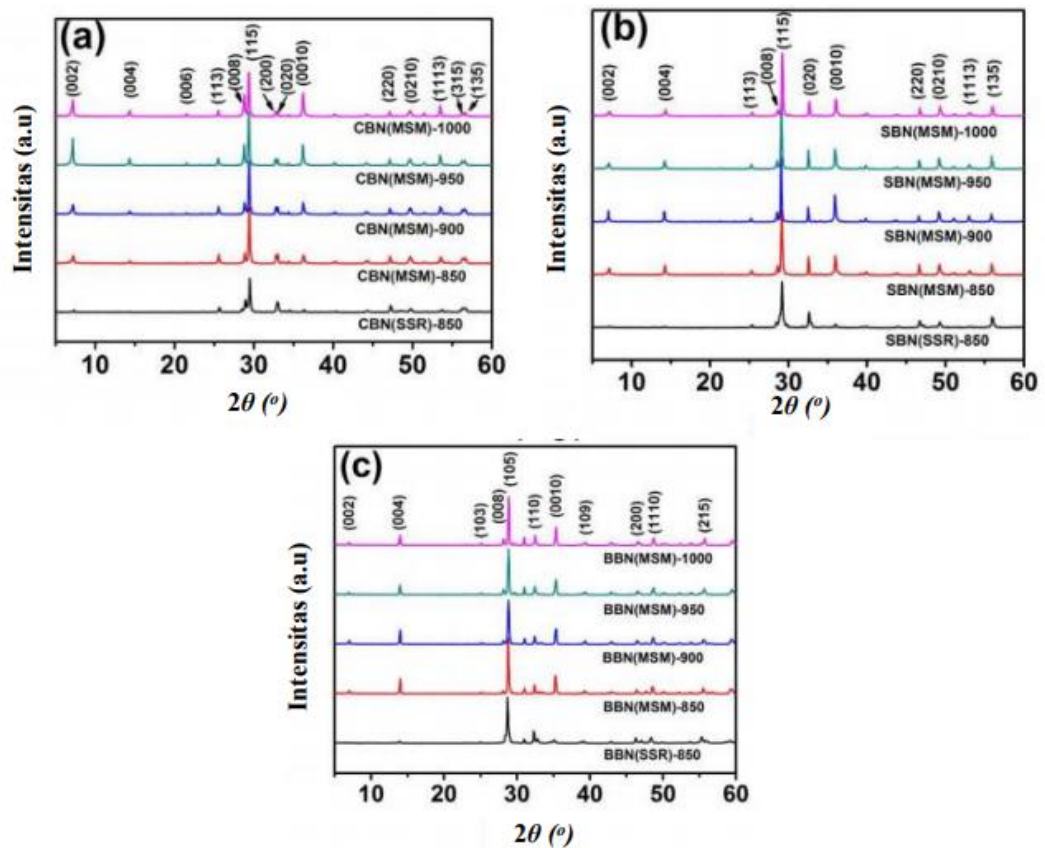 (a)
(002)
(004)
(006)
(113)
(008)
(115)
(200)
(020)
(0010)
(220)
(0210)
(1113)
(315)
(135)
CBN(MSM)-1000
CBN(MSM)-950
CBN(MSM)-900
CBN(MSM)-850
CBN(SSR)-850
Intensitas (a.u)
10 20 30 40 50 60
2θ (º)
(b)
(002)
(004)
(113)
(008)
(115)
(020)
(0010)
(220)
(0210)
(1113)
(135)
SBN(MSM)-1000
SBN(MSM)-950
SBN(MSM)-900
SBN(MSM)-850
SBN(SSR)-850
Intensitas (a.u)
10 20 30 40 50 60
2θ (º)
(c)
(002)
(004)
(103)
(008)
(105)
(110)
(0010)
(109)
(200)
(1110)
(215)
BBN(MSM)-1000
BBN(MSM)-950
BBN(MSM)-900
BBN(MSM)-850
BBN(SSR)-850
Intensitas (a.u)
10 20 30 40 50 60
2θ (º)